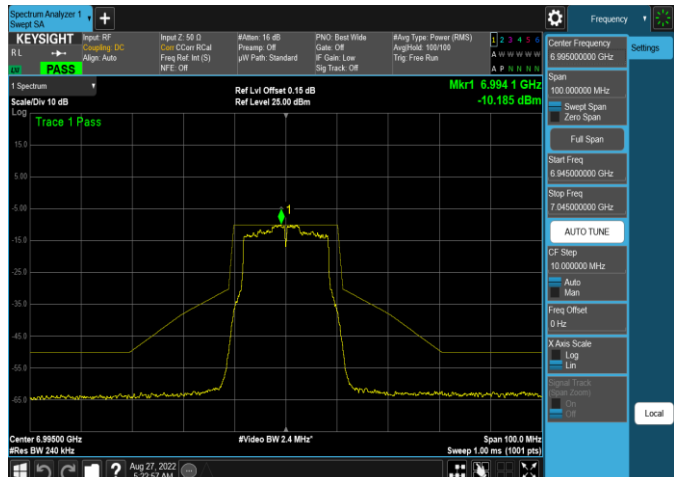 Spectrum Analyzer 1
Swept SA
Frequency
KEYSIGHT
RL
PASS
Input: RF
Coupling: DC
Align: Auto
Input Z: 50 Ω
Corr CCorr RCal
Freq Ref: Int (S)
NFE: Off
#Atten: 16 dB
Preamp: Off
µW Path: Standard
PNO: Best Wide
Gate: Off
IF Gain: Low
Sig Track: Off
#Avg Type: Power (RMS)
Avg|Hold: 100/100
Trig: Free Run
1 2 3 4 5 6
A W W W W W
A P N N N N
1 Spectrum
Scale/Div 10 dB
Ref Lvl Offset 0.15 dB
Ref Level 25.00 dBm
Mkr1 6.994 1 GHz
-10.185 dBm
Log
Trace 1 Pass
15.0
5.00
-5.00
1
-15.0
-25.0
-35.0
-45.0
-55.0
-65.0
Center 6.99500 GHz
#Res BW 240 kHz
#Video BW 2.4 MHz*
Span 100.0 MHz
Sweep 1.00 ms (1001 pts)
Settings
Center Frequency
6.995000000 GHz
Span
100.000000 MHz
Swept Span
Zero Span
Full Span
Start Freq
6.945000000 GHz
Stop Freq
7.045000000 GHz
AUTO TUNE
CF Step
10.000000 MHz
Auto
Man
Freq Offset
0 Hz
X Axis Scale
Log
Lin
Signal Track
(Span Zoom)
On
Off
Local
?
Aug 27, 2022
5:22:57 AM